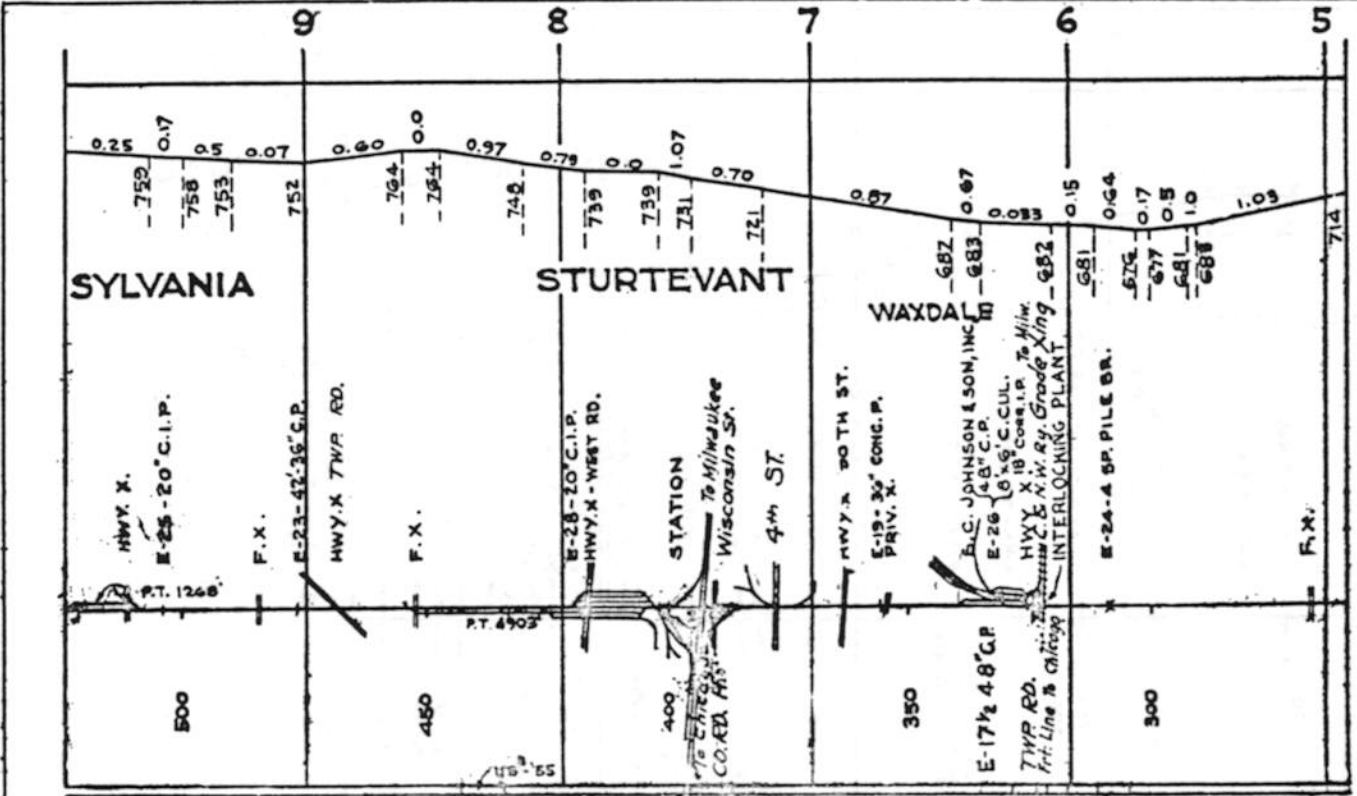 9 8 7 6 5
0.25 0.17 0.5 0.07 0.60 0.0 0.97 0.79 0.0 1.07 0.70 0.87 0.67 0.033 0.15 0.64 0.17 0.5 1.0 1.03
759 758 753 752 764 764 748 739 739 731 721 687 683 682 681 676 677 681 714
SYLVANIA
STURTEVANT
WAXDALE
HWY. X.
E-25-20" C.I.P.
F.X.
E-23-42'-36" C.P.
HWY. X TWP. RD.
F.X.
E-28-20" C.I.P.
HWY. X-WEST RD.
STATION
To Milwaukee
Wisconsin St.
4th ST.
HWY. X 90TH ST.
E-19-36" CONC. P.
PRIV. X.
S.C. JOHNSON & SON, INC.
E-26
48" C.P.
8'x6' C. CUL.
HWY. X 18" CORR. I.P. To Milw.
C. & N.W. Ry. Grade Xing
INTERLOCKING PLANT
E-24-4 SP. PILE BR.
F.X.
P.T. 1268'
P.T. 4903'
500
450
400
To Chicago
CO. RD.
350
E-17 1/2 48" C.P.
TWP. RD.
Frt. Line To Chicago
300